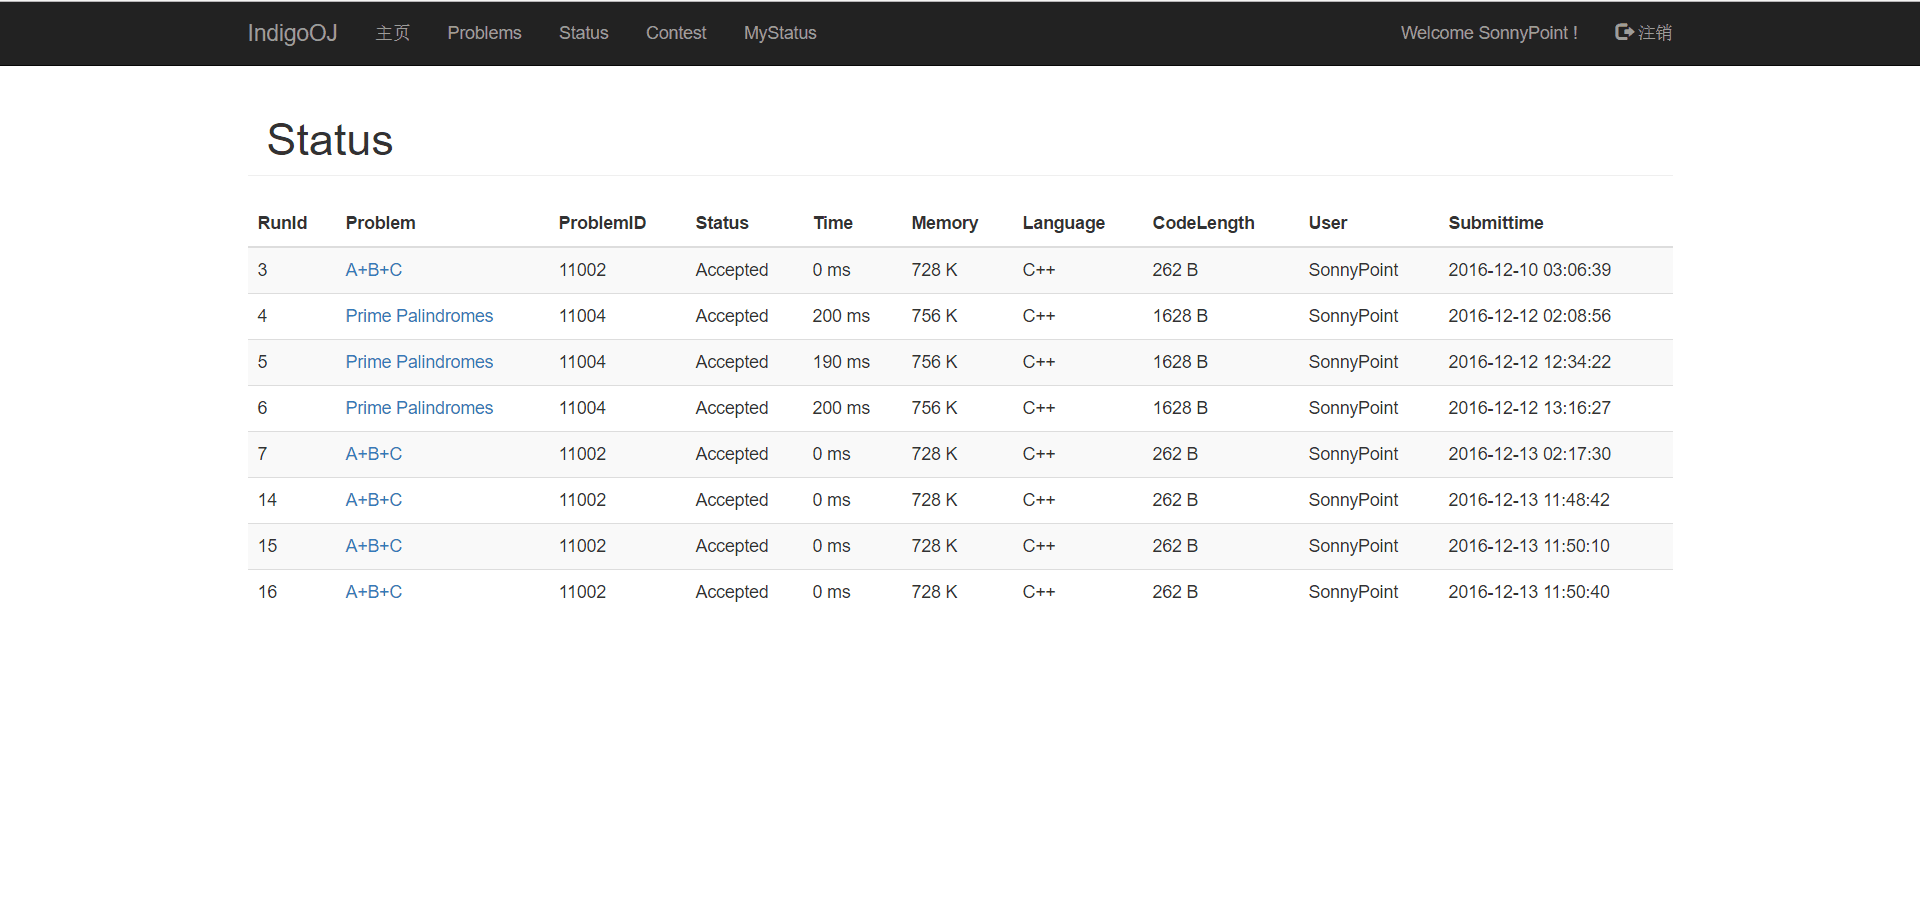 IndigoOJ 主页 Problems Status Contest MyStatus Welcome SonnyPoint ! 注销
Status
RunId Problem ProblemID Status Time Memory Language CodeLength User Submittime
3 A+B+C 11002 Accepted 0 ms 728 K C++ 262 B SonnyPoint 2016-12-10 03:06:39
4 Prime Palindromes 11004 Accepted 200 ms 756 K C++ 1628 B SonnyPoint 2016-12-12 02:08:56
5 Prime Palindromes 11004 Accepted 190 ms 756 K C++ 1628 B SonnyPoint 2016-12-12 12:34:22
6 Prime Palindromes 11004 Accepted 200 ms 756 K C++ 1628 B SonnyPoint 2016-12-12 13:16:27
7 A+B+C 11002 Accepted 0 ms 728 K C++ 262 B SonnyPoint 2016-12-13 02:17:30
14 A+B+C 11002 Accepted 0 ms 728 K C++ 262 B SonnyPoint 2016-12-13 11:48:42
15 A+B+C 11002 Accepted 0 ms 728 K C++ 262 B SonnyPoint 2016-12-13 11:50:10
16 A+B+C 11002 Accepted 0 ms 728 K C++ 262 B SonnyPoint 2016-12-13 11:50:40